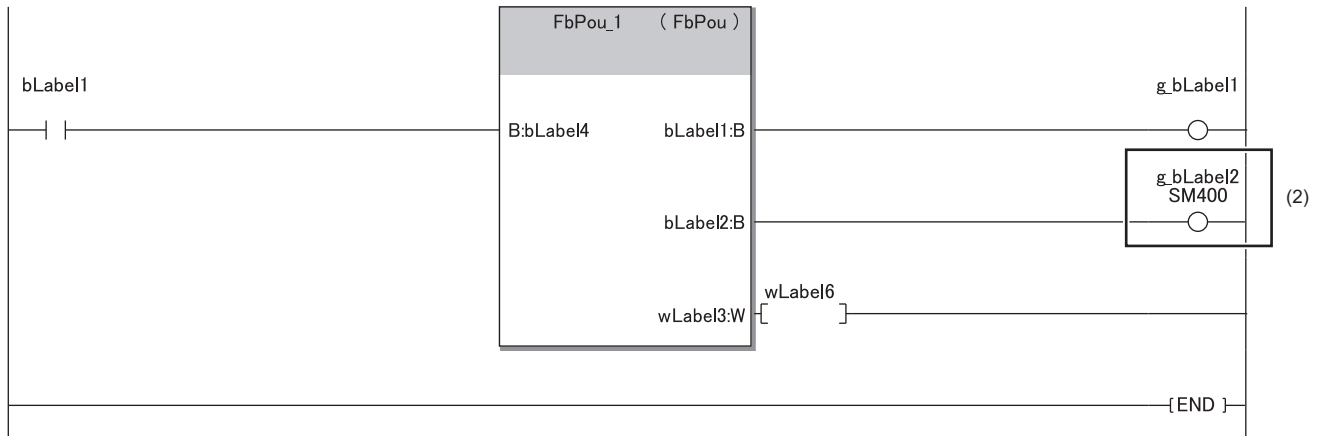 FbPou_1 ( FbPou )
bLabel1
g_bLabel1
B:bLabel4
bLabel1:B
g_bLabel2
SM400
(2)
bLabel2:B
wLabel6
wLabel3:W
[END]